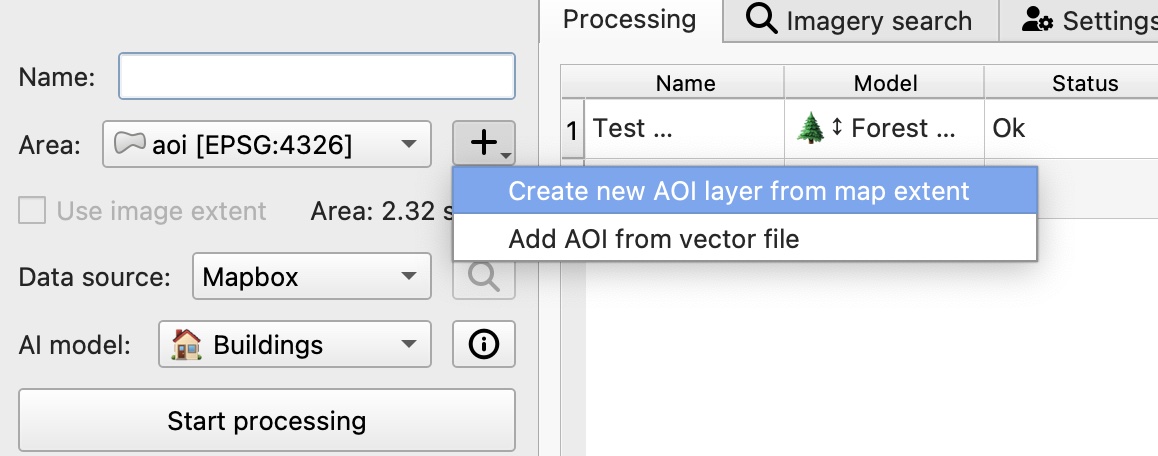 Processing
Imagery search
Settings
Name:
Area:
aoi [EPSG:4326]
+
Create new AOI layer from map extent
Add AOI from vector file
Use image extent
Area: 2.32 s
Data source:
Mapbox
AI model:
Buildings
Start processing
Name Model Status
1 Test ... Forest ... Ok